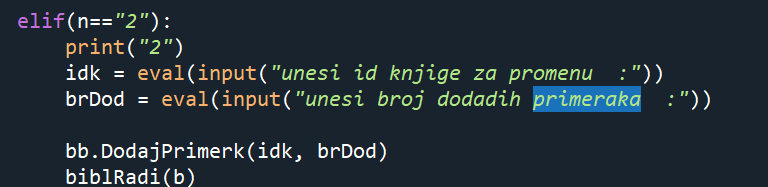 elif(n=="2"):
print("2")
idk = eval(input("unesi id knjige za promenu  :"))
brDod = eval(input("unesi broj dodadih primeraka  :"))
bb.DodajPrimerk(idk, brDod)
biblRadi(b)